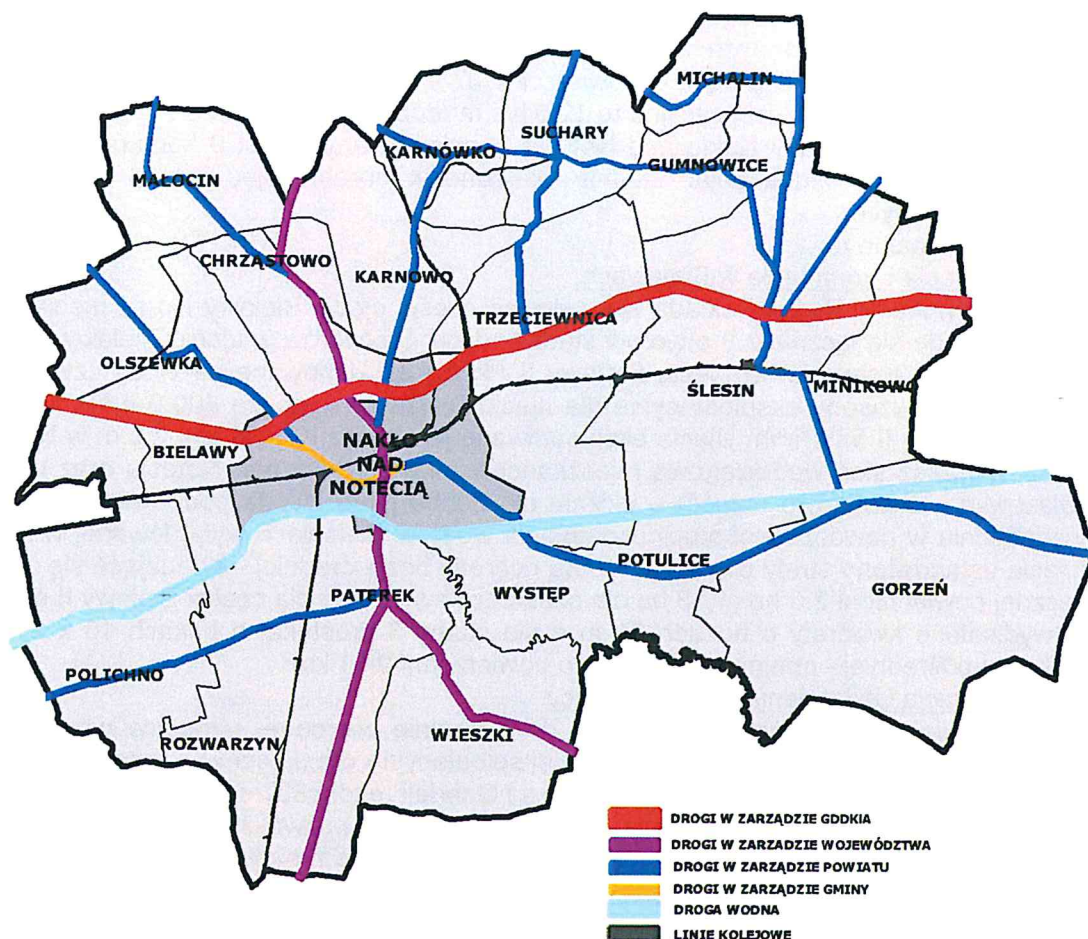 MICHALIN
SUCHARY
KARNÓWKO
GUMNOWICE
MAŁOCIN
CHRZĄSTOWO
KARNOWO
TRZECIEWNICA
OLSZEWKA
ŚLESIN
MINIKOWO
BIELAWY
NAKŁO
NAD
NOTECIĄ
POTULICE
WYSTĘP
GORZEŃ
PATEREK
POLICHNO
ROZWARZYN
WIESZKI
DROGI W ZARZĄDZIE GDDKIA
DROGI W ZARZADZIE WOJEWÓDZTWA
DROGI W ZARZĄDZIE POWIATU
DROGI W ZARZĄDZIE GMINY
DROGA WODNA
LINIE KOLEJOWE